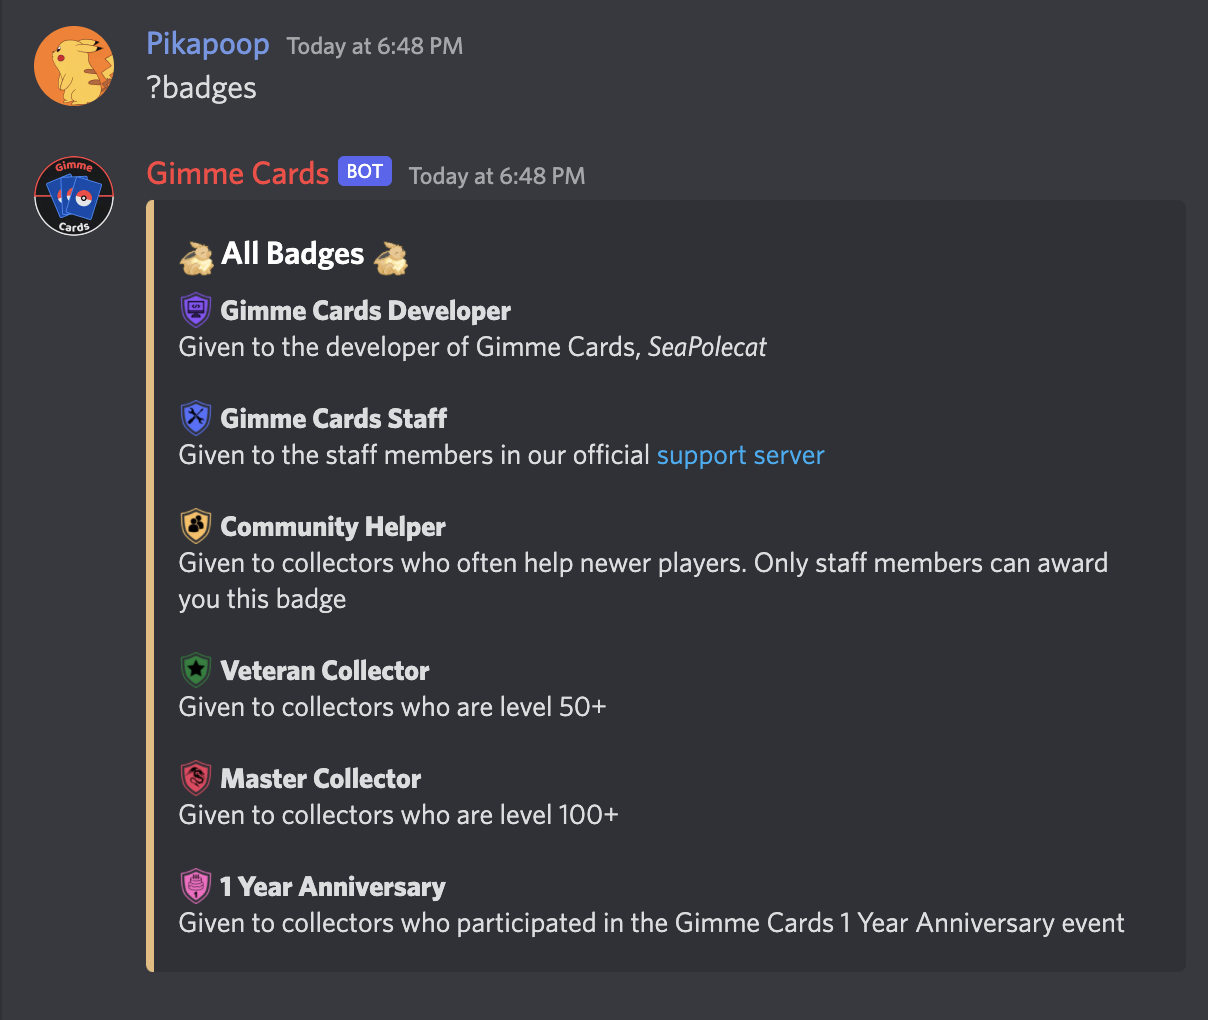 Pikapoop Today at 6:48 PM
?badges
Gimme
Cards
Gimme Cards BOT Today at 6:48 PM
All Badges
Gimme Cards Developer
Given to the developer of Gimme Cards, SeaPolecat
Gimme Cards Staff
Given to the staff members in our official support server
Community Helper
Given to collectors who often help newer players. Only staff members can award
you this badge
Veteran Collector
Given to collectors who are level 50+
Master Collector
Given to collectors who are level 100+
1
1 Year Anniversary
Given to collectors who participated in the Gimme Cards 1 Year Anniversary event